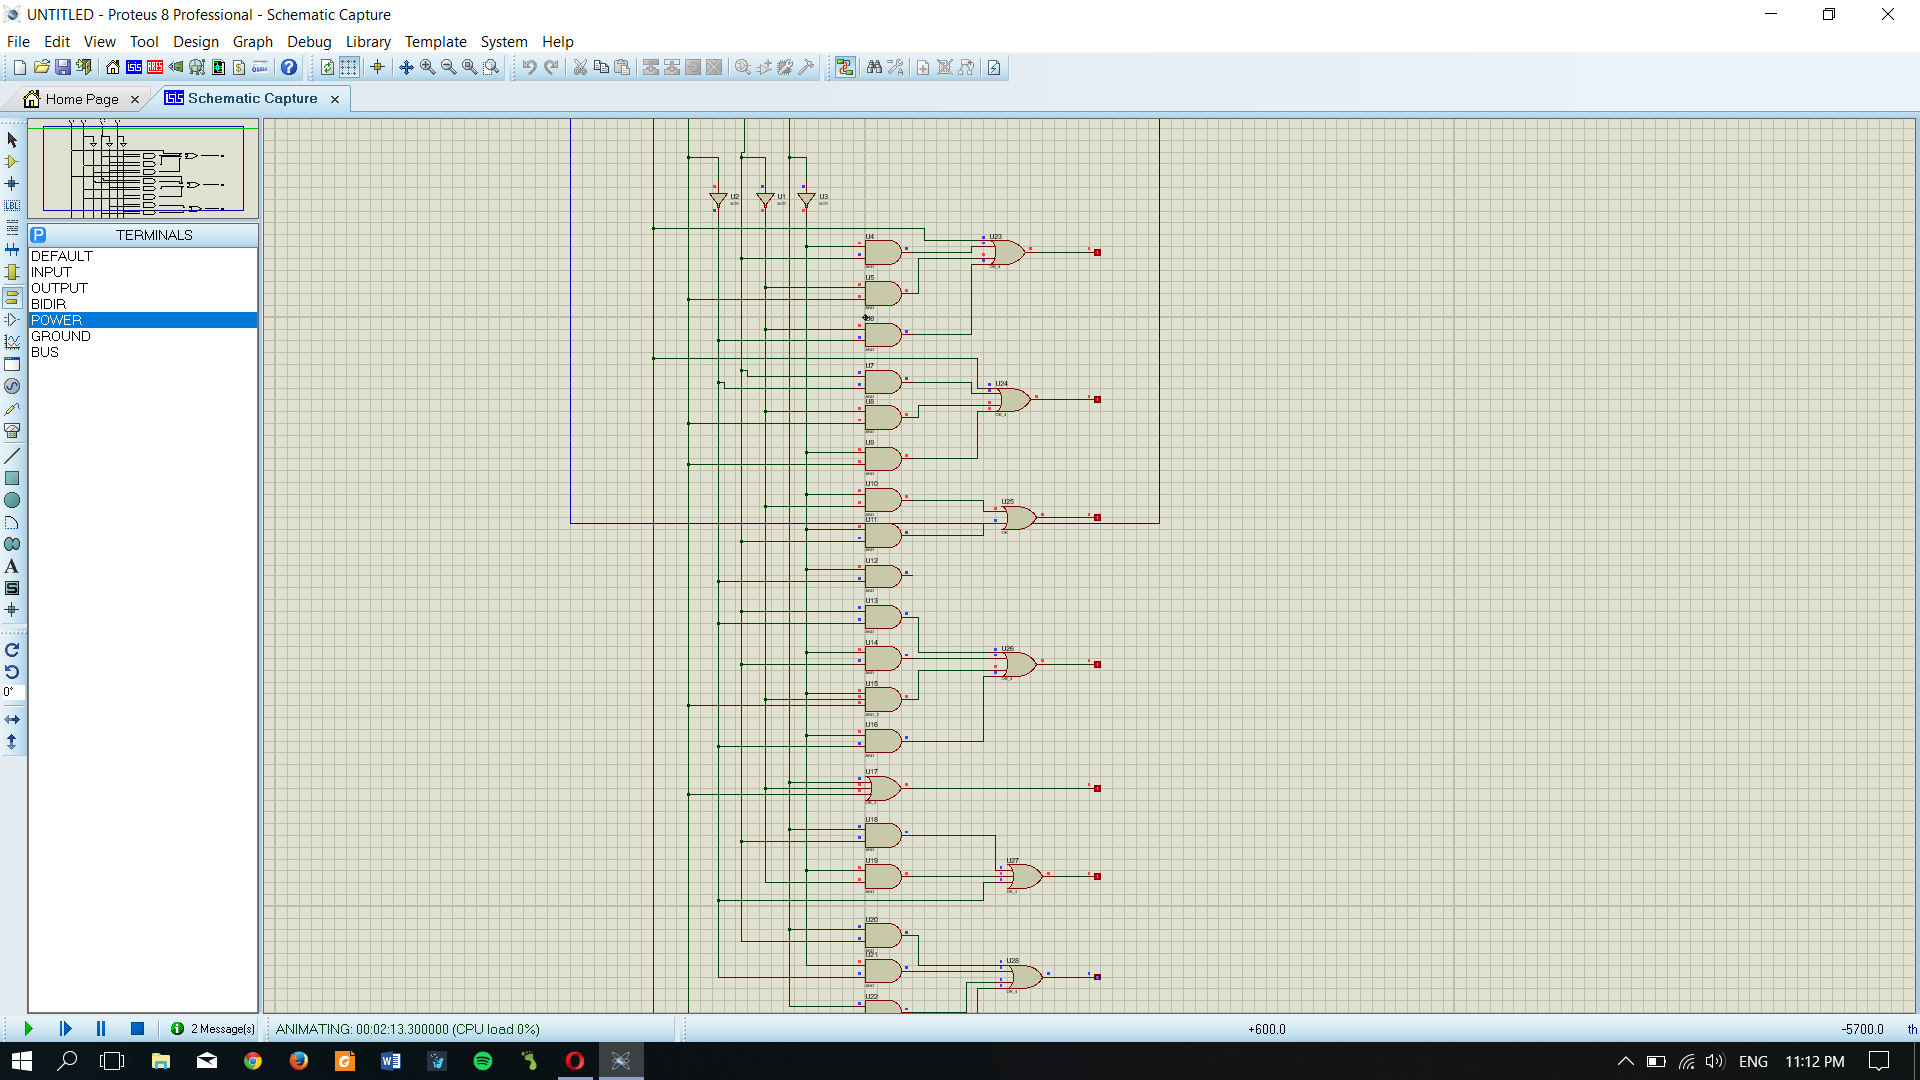 UNTITLED - Proteus 8 Professional - Schematic Capture
File Edit View Tool Design Graph Debug Library Template System Help
Home Page Schematic Capture
TERMINALS
DEFAULT
INPUT
OUTPUT
BIDIR
POWER
GROUND
BUS
U2 U1 U3
U4 U23
U5
U7
U24
U8
U9
U10
U25
U11
U12
U13
U14
U26
U15
U16
U17
U18
U19 U27
U20
U21
U28
U22
LBL
A
S
0°
2 Message(s) ANIMATING: 00:02:13.300000 (CPU load 0%) +600.0 -5700.0 th
ENG 11:12 PM